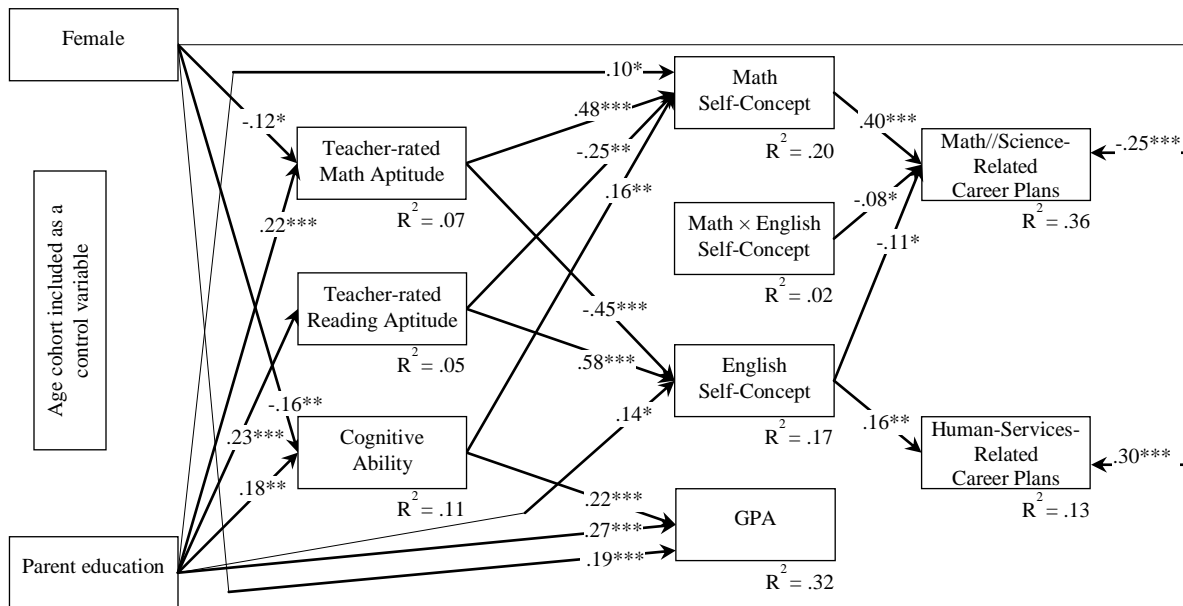 Female
Age cohort included as a
control variable
Parent education
-.12*
.22***
-.16**
.23***
.18**
Teacher-rated
Math Aptitude
R² = .07
Teacher-rated
Reading Aptitude
R² = .05
Cognitive
Ability
R² = .11
.10*
.48***
-.25**
.16**
-.45***
.58***
.14*
.22***
.27***
.19***
Math
Self-Concept
R² = .20
Math × English
Self-Concept
R² = .02
English
Self-Concept
R² = .17
GPA
R² = .32
.40***
-.08*
-.11*
.16**
Math//Science-
Related
Career Plans
R² = .36
-.25***
Human-Services-
Related
Career Plans
R² = .13
.30***